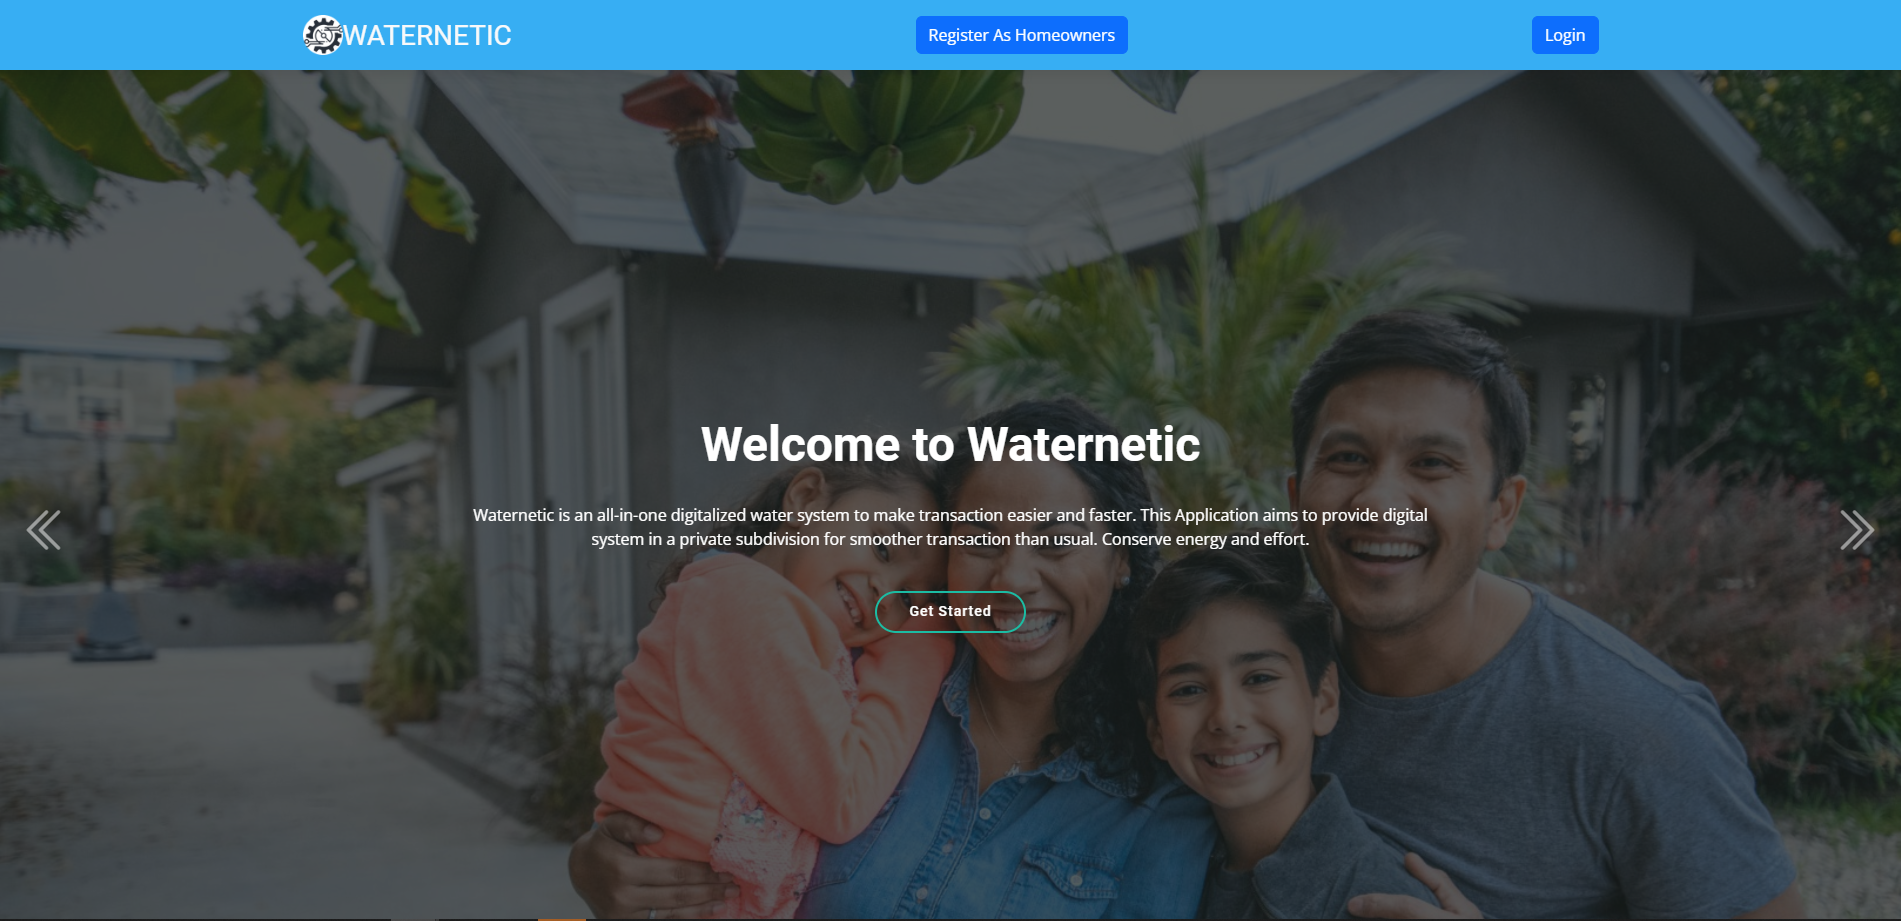 WATERNETIC
Register As Homeowners
Login
Welcome to Waternetic
Waternetic is an all-in-one digitalized water system to make transaction easier and faster. This Application aims to provide digital
system in a private subdivision for smoother transaction than usual. Conserve energy and effort.
Get Started